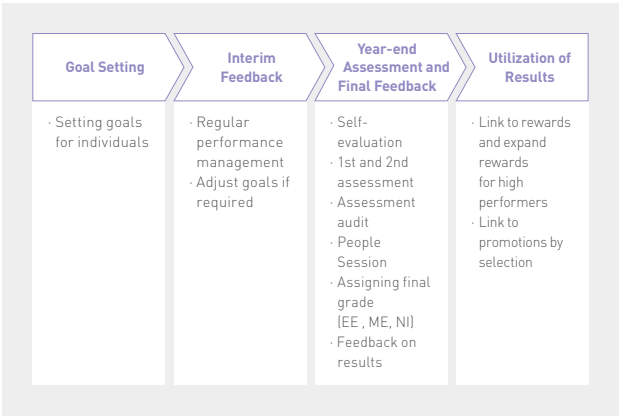 Goal Setting
· Setting goals
for individuals
Interim
Feedback
· Regular
performance
management
· Adjust goals if
required
Year-end
Assessment and
Final Feedback
· Self-
evaluation
· 1st and 2nd
assessment
· Assessment
audit
· People
Session
· Assigning final
grade
(EE , ME, NI)
· Feedback on
results
Utilization of
Results
· Link to rewards
and expand
rewards
for high
performers
· Link to
promotions by
selection